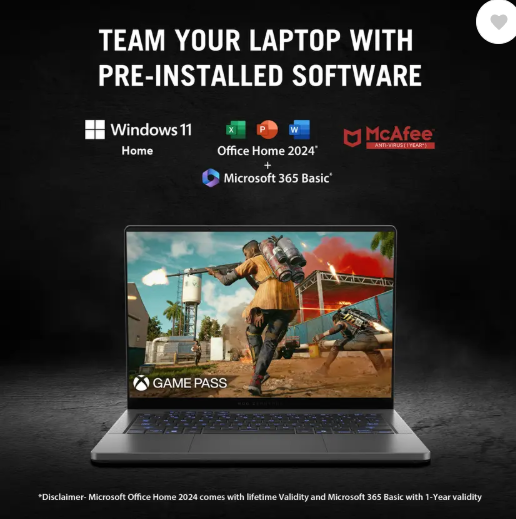 TEAM YOUR LAPTOP WITH
PRE-INSTALLED SOFTWARE
Windows 11
Home
X P W
Office Home 2024*
+
Microsoft 365 Basic*
McAfee
ANTI-VIRUS (1 YEAR*)
XBOX GAME PASS
*Disclaimer- Microsoft Office Home 2024 comes with lifetime Validity and Microsoft 365 Basic with 1-Year validity